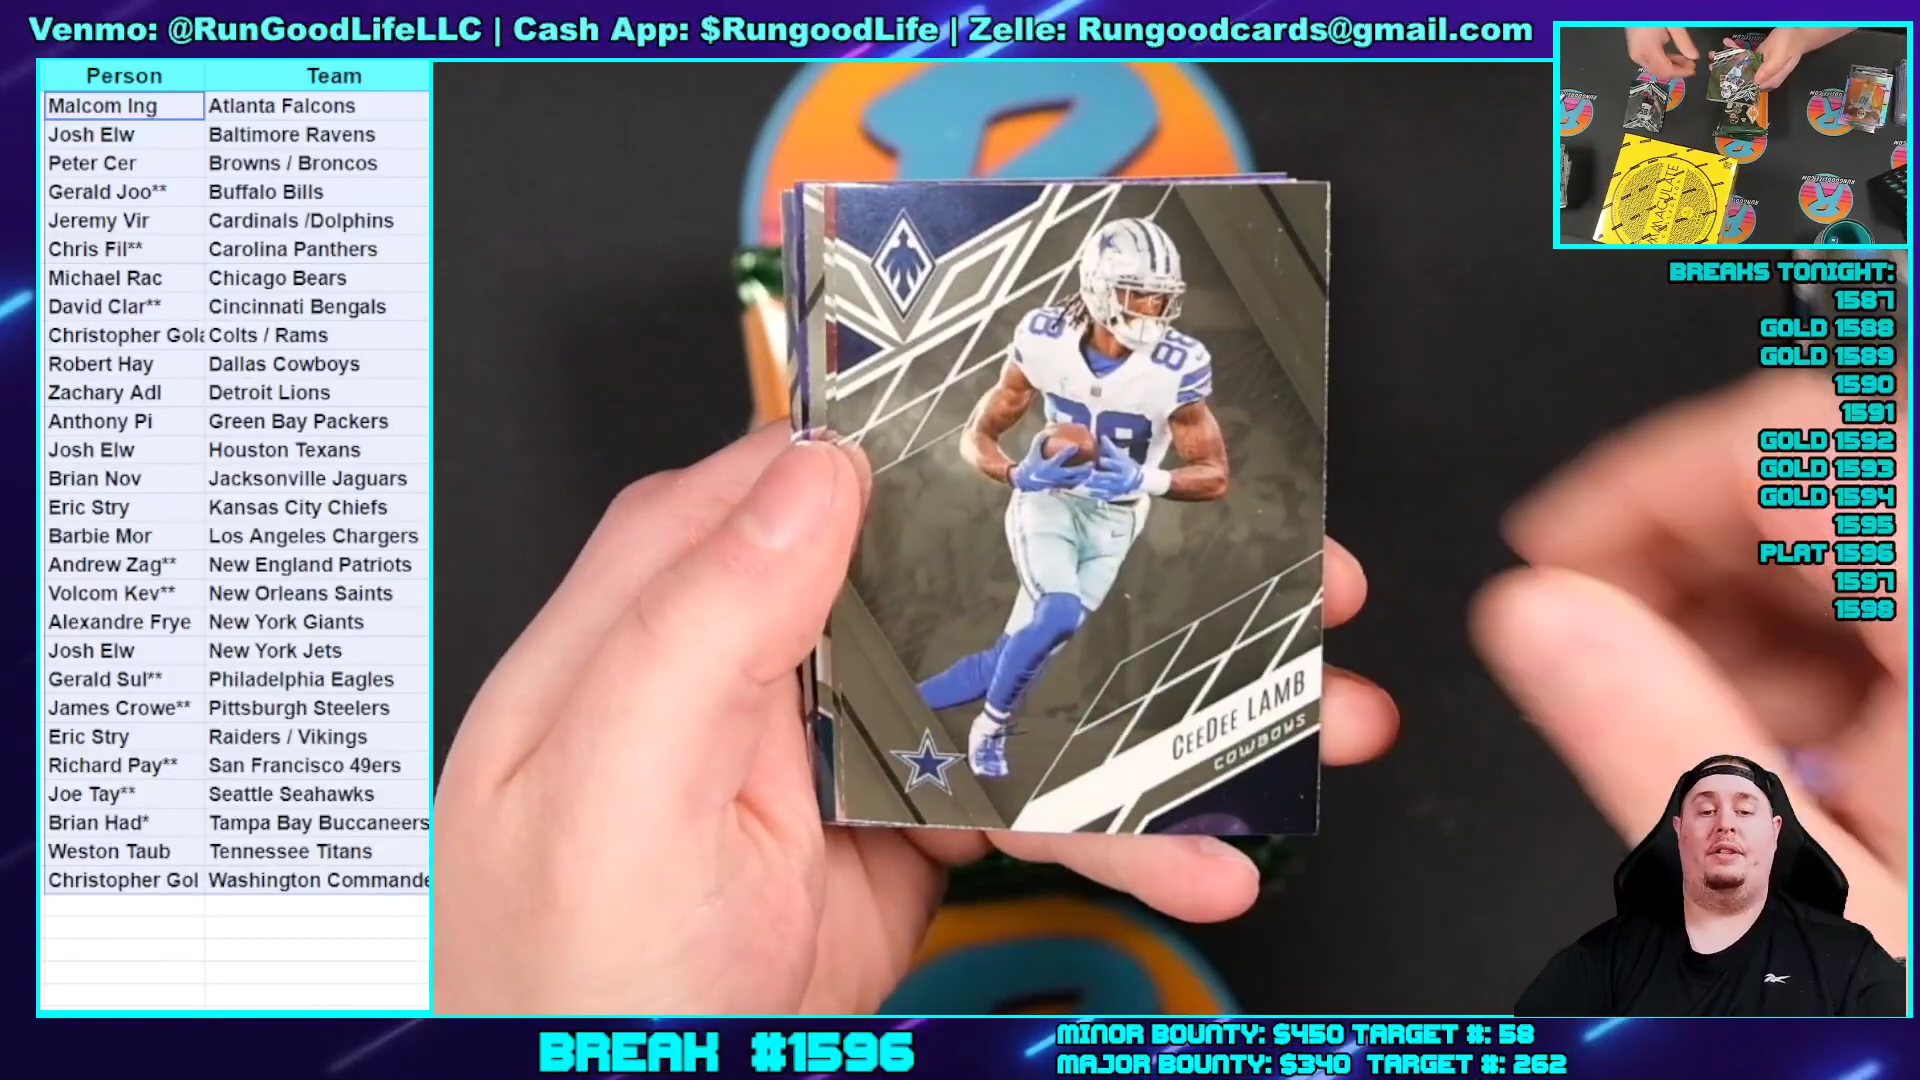 Venmo: @RunGoodLifeLLC | Cash App: $RungoodLife | Zelle: Rungoodcards@gmail.com
Person Team
Malcom Ing Atlanta Falcons
Josh Elw Baltimore Ravens
Peter Cer Browns / Broncos
Gerald Joo** Buffalo Bills
Jeremy Vir Cardinals /Dolphins
Chris Fil** Carolina Panthers
Michael Rac Chicago Bears
David Clar** Cincinnati Bengals
Christopher Gola Colts / Rams
Robert Hay Dallas Cowboys
Zachary Adl Detroit Lions
Anthony Pi Green Bay Packers
Josh Elw Houston Texans
Brian Nov Jacksonville Jaguars
Eric Stry Kansas City Chiefs
Barbie Mor Los Angeles Chargers
Andrew Zag** New England Patriots
Volcom Kev** New Orleans Saints
Alexandre Frye New York Giants
Josh Elw New York Jets
Gerald Sul** Philadelphia Eagles
James Crowe** Pittsburgh Steelers
Eric Stry Raiders / Vikings
Richard Pay** San Francisco 49ers
Joe Tay** Seattle Seahawks
Brian Had* Tampa Bay Buccaneers
Weston Taub Tennessee Titans
Christopher Gol Washington Commande
88
88
88
CEEDEE LAMB
COWBOYS
IMMACULATE
BREAKS TONIGHT:
1587
GOLD 1588
GOLD 1589
1590
1591
GOLD 1592
GOLD 1593
GOLD 1594
1595
PLAT 1596
1597
1598
BREAK #1596
MINOR BOUNTY: $450 TARGET #: 58
MAJOR BOUNTY: $340 TARGET #: 262